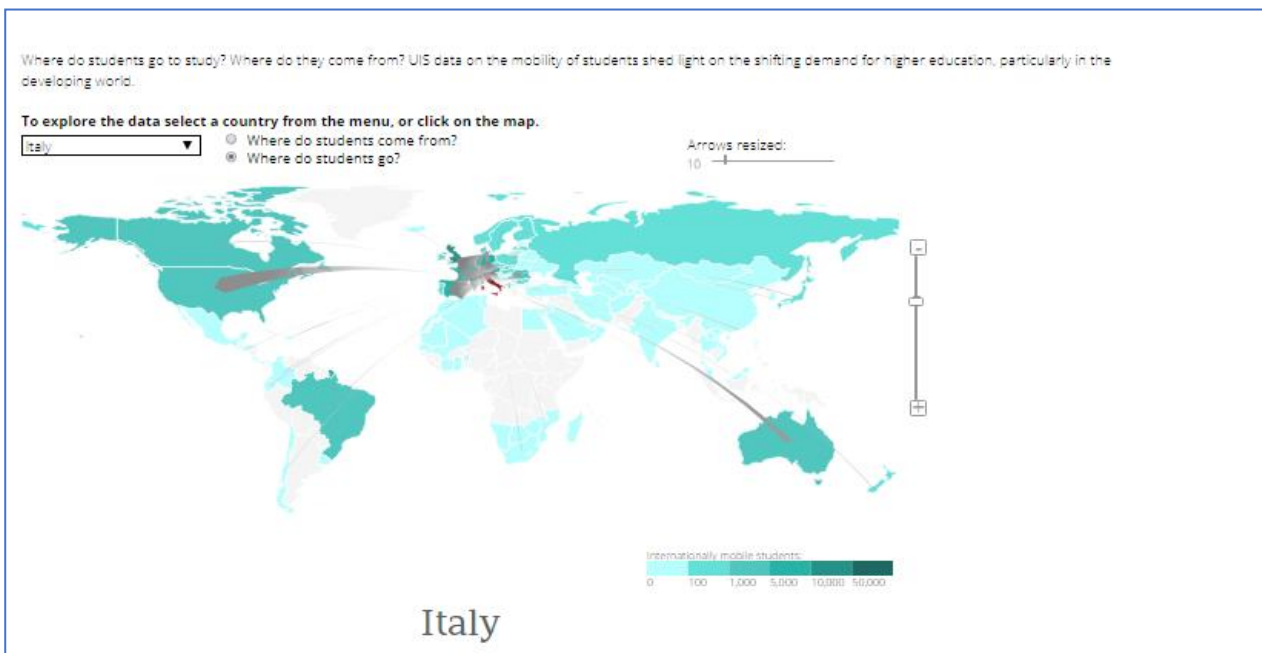 Where do students go to study? Where do they come from? UIS data on the mobility of students shed light on the shifting demand for higher education, particularly in the
developing world.
To explore the data select a country from the menu, or click on the map.
Italy
Where do students come from?
Where do students go?
Arrows resized:
10
-
+
Internationally mobile students:
0 100 1,000 5,000 10,000 50,000
Italy